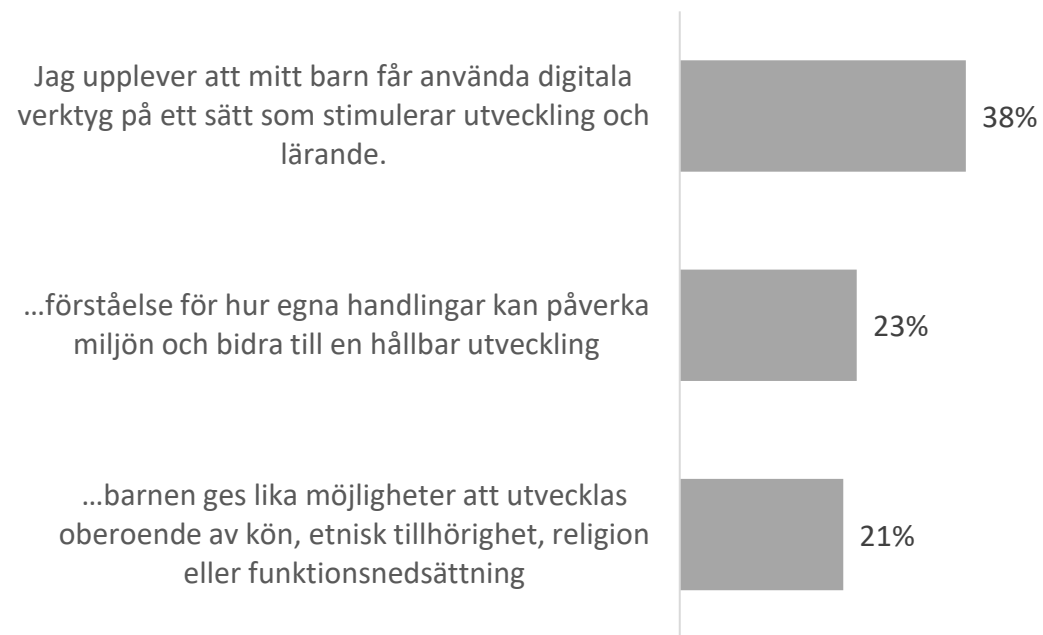 Jag upplever att mitt barn får använda digitala
verktyg på ett sätt som stimulerar utveckling och
lärande.
38%
…förståelse för hur egna handlingar kan påverka
miljön och bidra till en hållbar utveckling
23%
…barnen ges lika möjligheter att utvecklas
oberoende av kön, etnisk tillhörighet, religion
eller funktionsnedsättning
21%